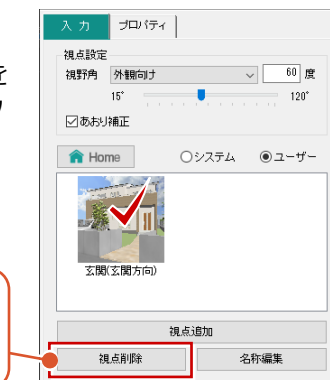 入 力 プロパティ
視点設定
視野角 外観向け 60 度
15° 120°
あおり補正
を
Home システム ユーザー
玄関(玄関方向)
視点追加
視点削除 名称編集